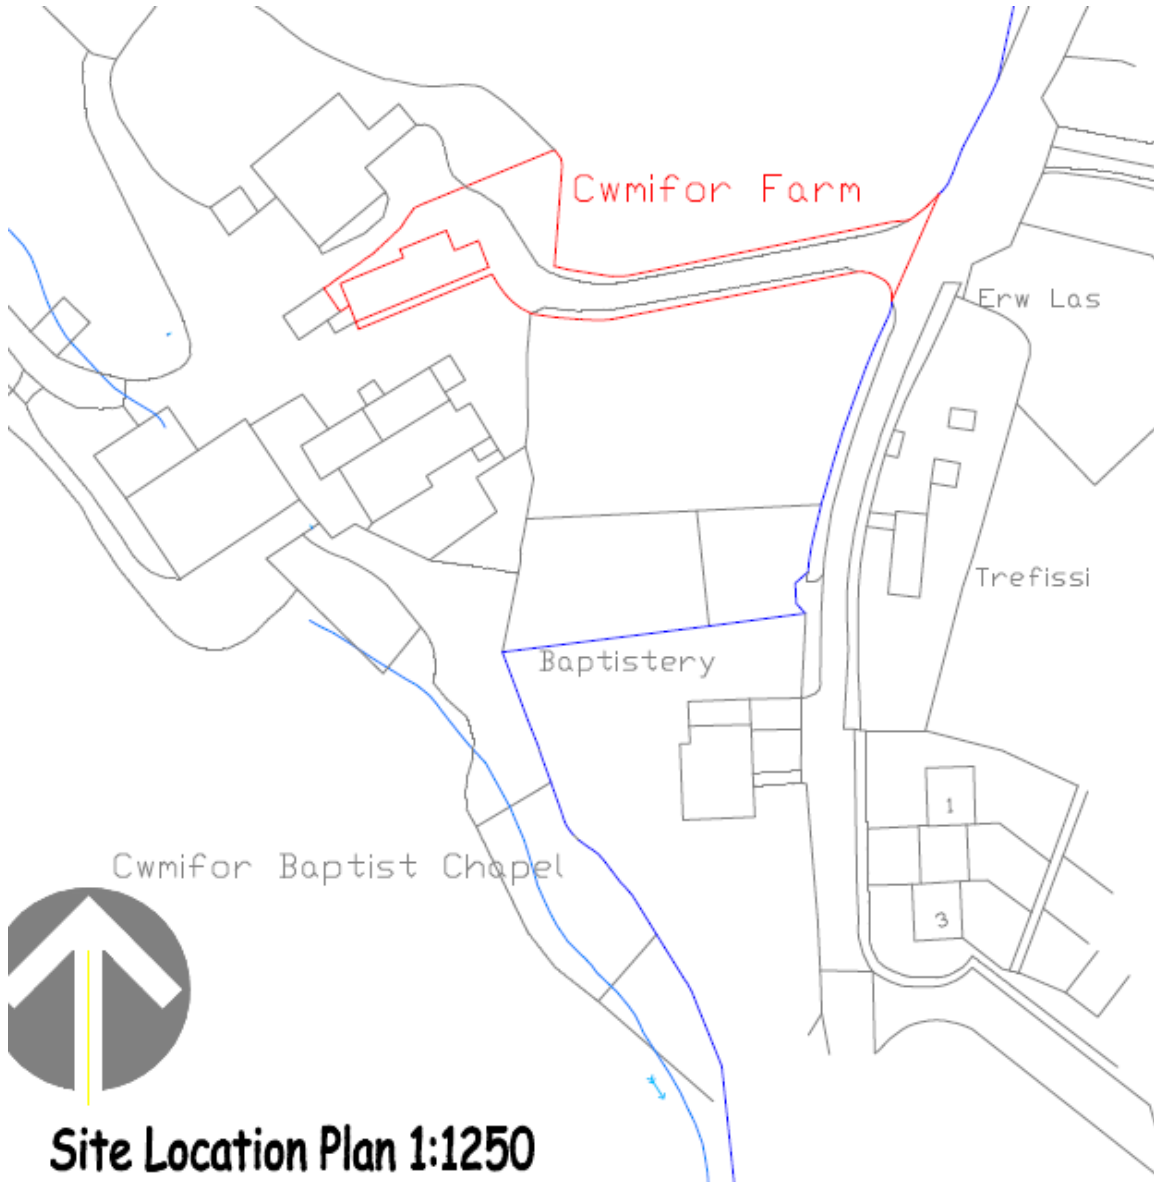 Cwmifor Farm
Erw Las
Trefissi
Baptistery
1
Cwmifor Baptist Chapel
3
Site Location Plan 1:1250